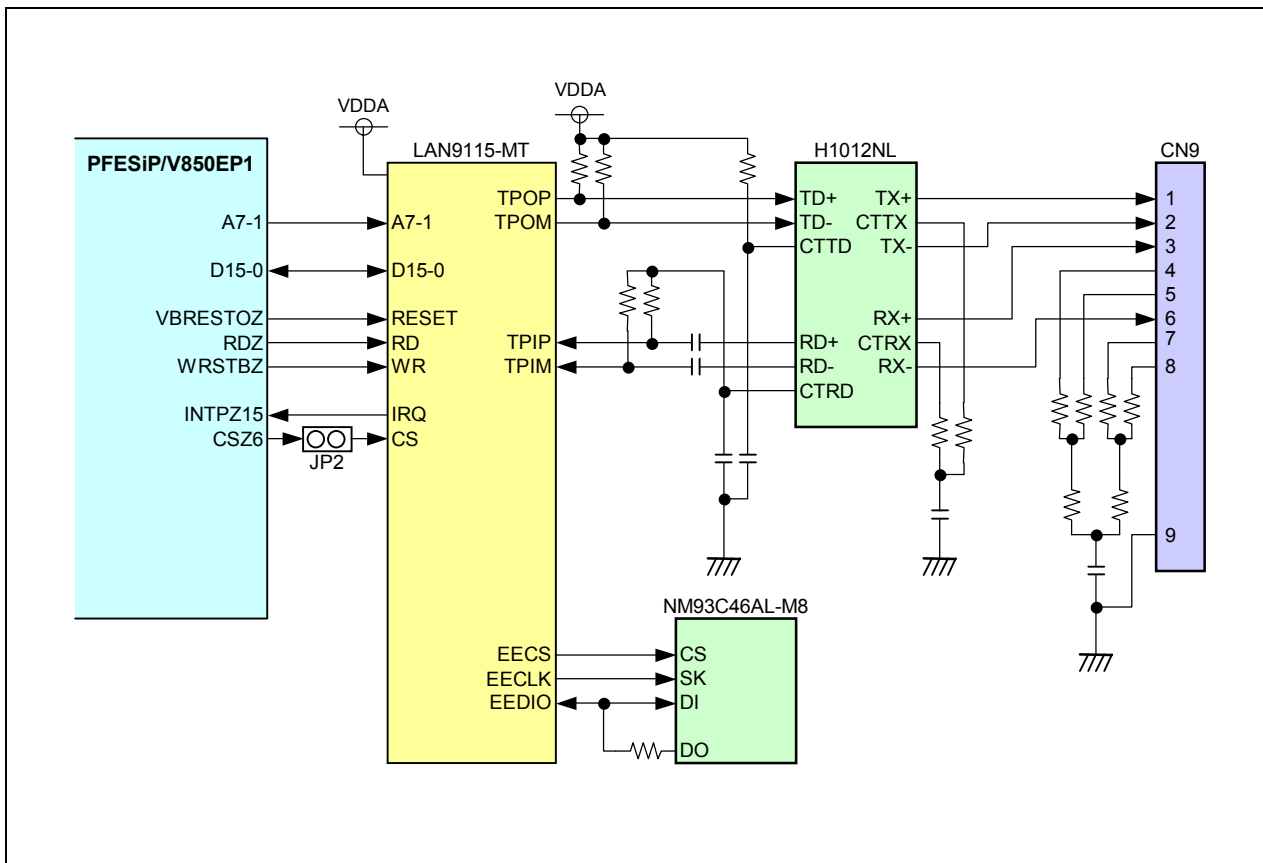 VDDA
VDDA
PFESiP/V850EP1
LAN9115-MT
H1012NL
CN9
A7-1
D15-0
VBRESTOZ
RDZ
WRSTBZ
INTPZ15
CSZ6
JP2
A7-1
D15-0
RESET
RD
WR
IRQ
CS
TPOP
TPOM
TPIP
TPIM
EECS
EECLK
EEDIO
TD+
TD-
CTTD
RD+
RD-
CTRD
TX+
CTTX
TX-
RX+
CTRX
RX-
1
2
3
4
5
6
7
8
9
NM93C46AL-M8
CS
SK
DI
DO